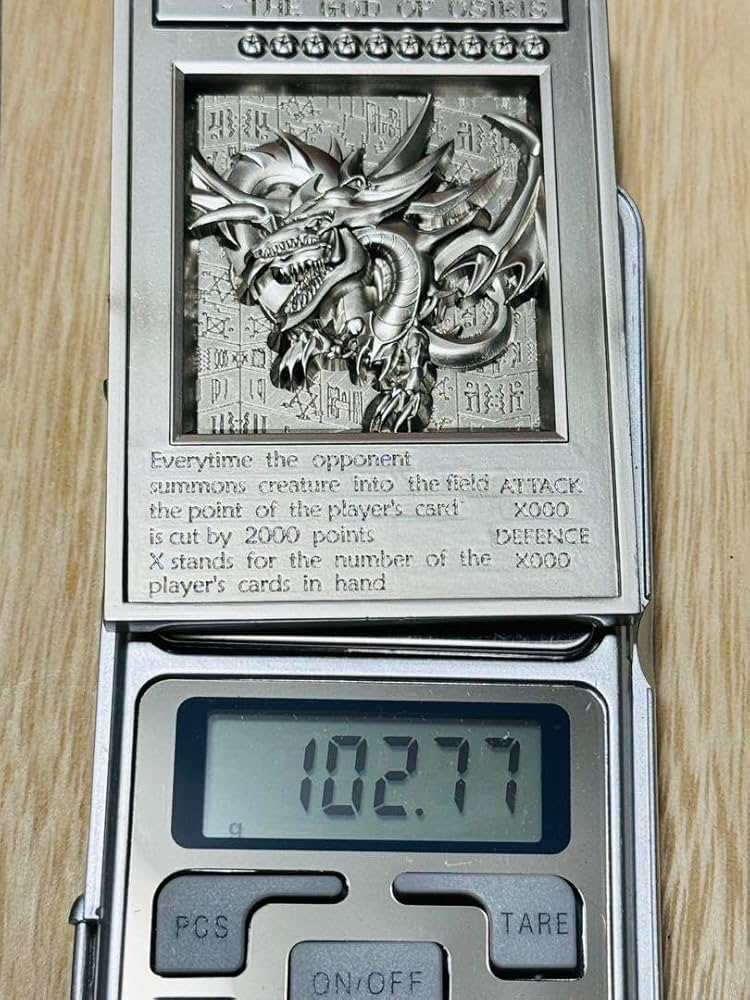 THE GOD OF OSIRIS
Everytime the opponent
summons creature into the field
the point of the player's card
is cut by 2000 points
X stands for the number of the
player's cards in hand
ATTACK
X000
DEFENCE
X000
102.77
g
PCS
TARE
ON/OFF